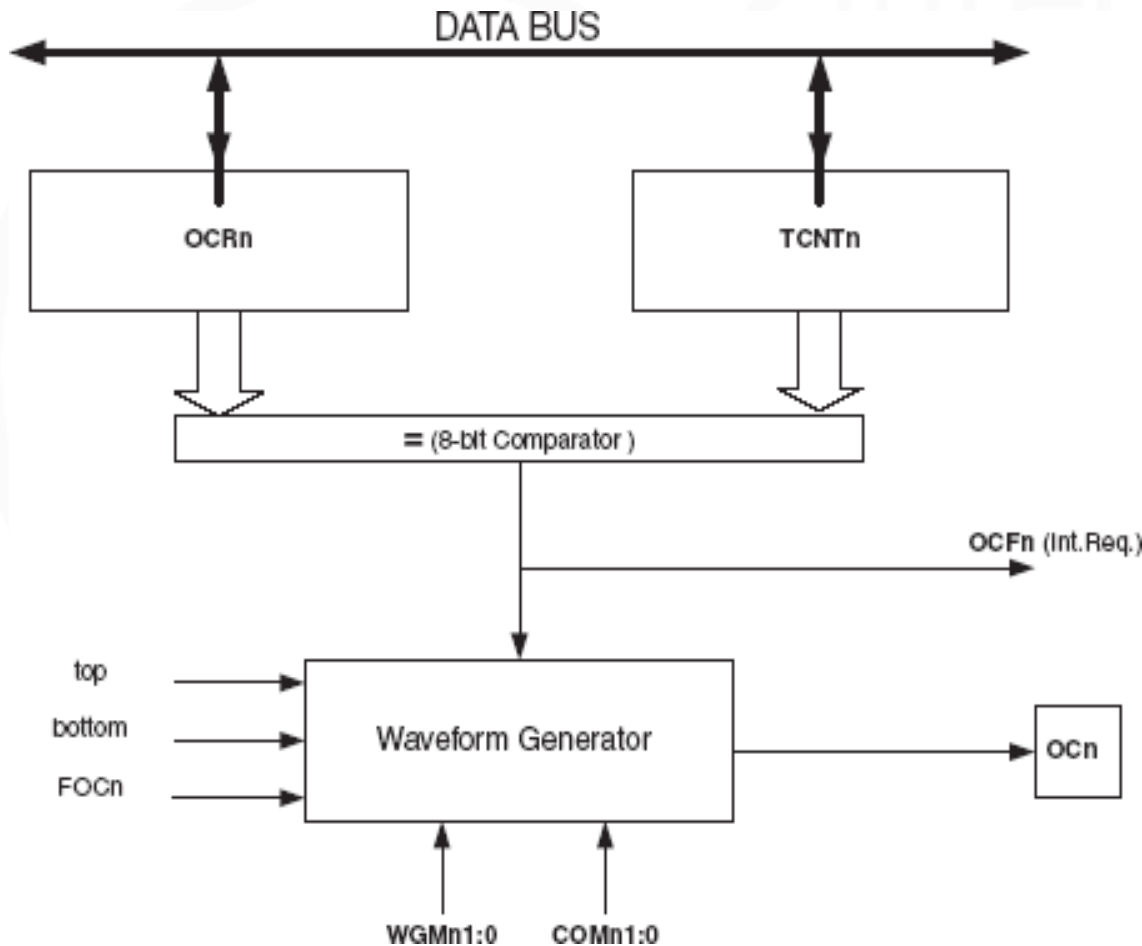 DATA BUS
OCRn
TCNTn
= (8-bit Comparator )
OCFn (Int.Req.)
top
bottom
FOCn
Waveform Generator
OCn
WGMn1:0
COMn1:0